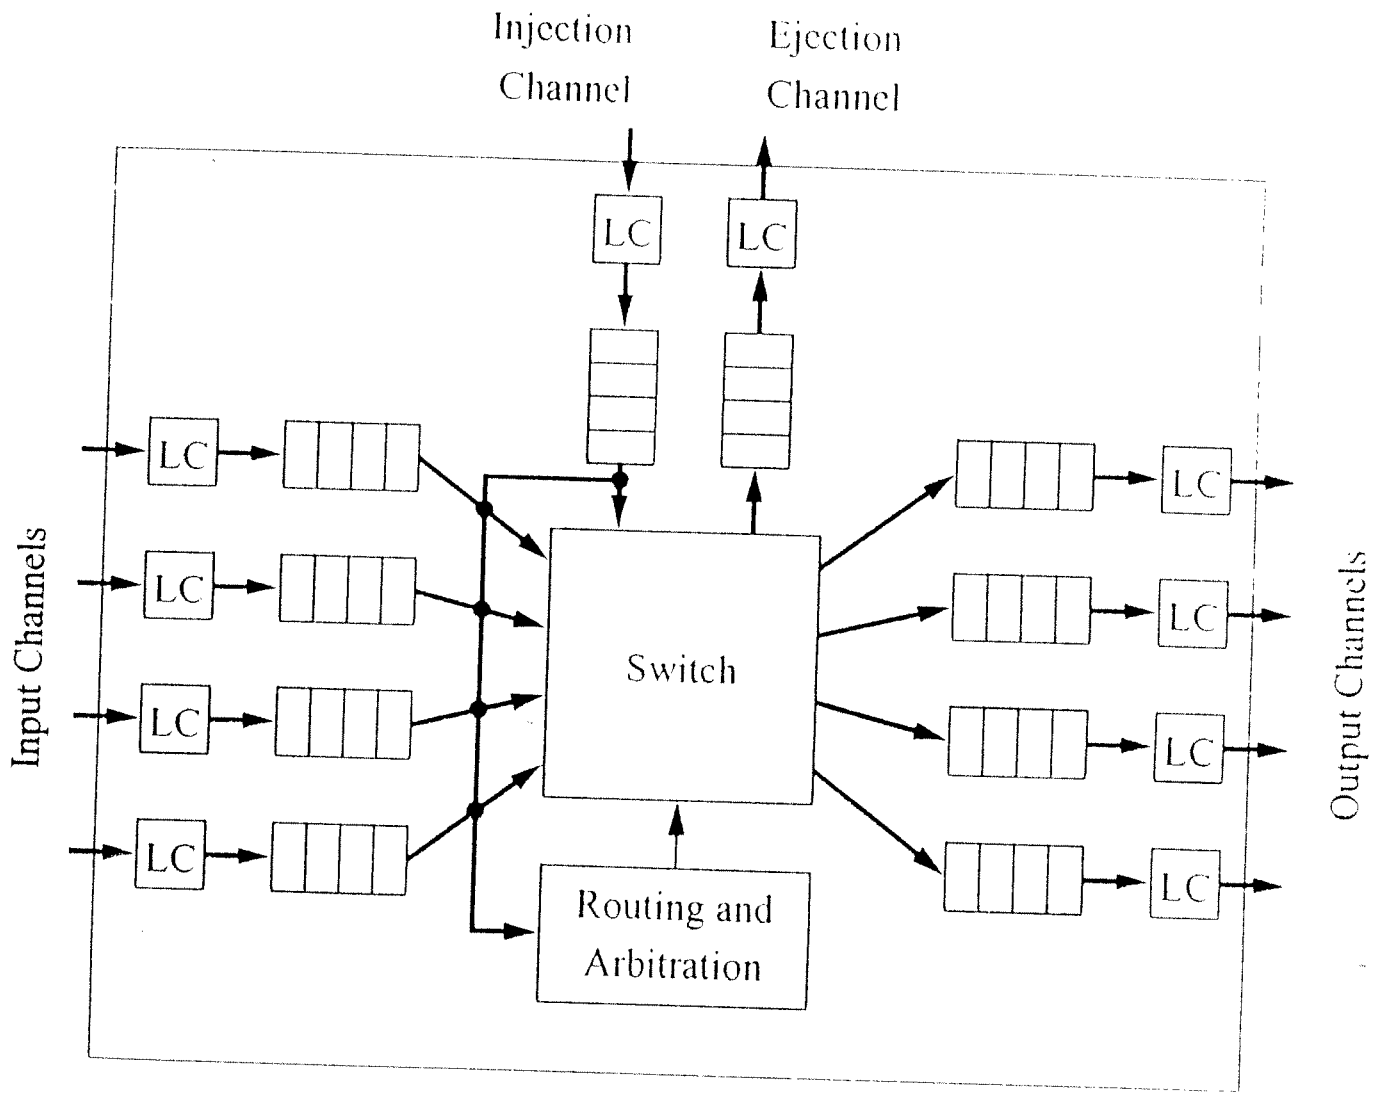 Injection
Channel
Ejection
Channel
LC
LC
LC
LC
LC
LC
LC
LC
LC
LC
Input Channels
Switch
Output Channels
Routing and
Arbitration